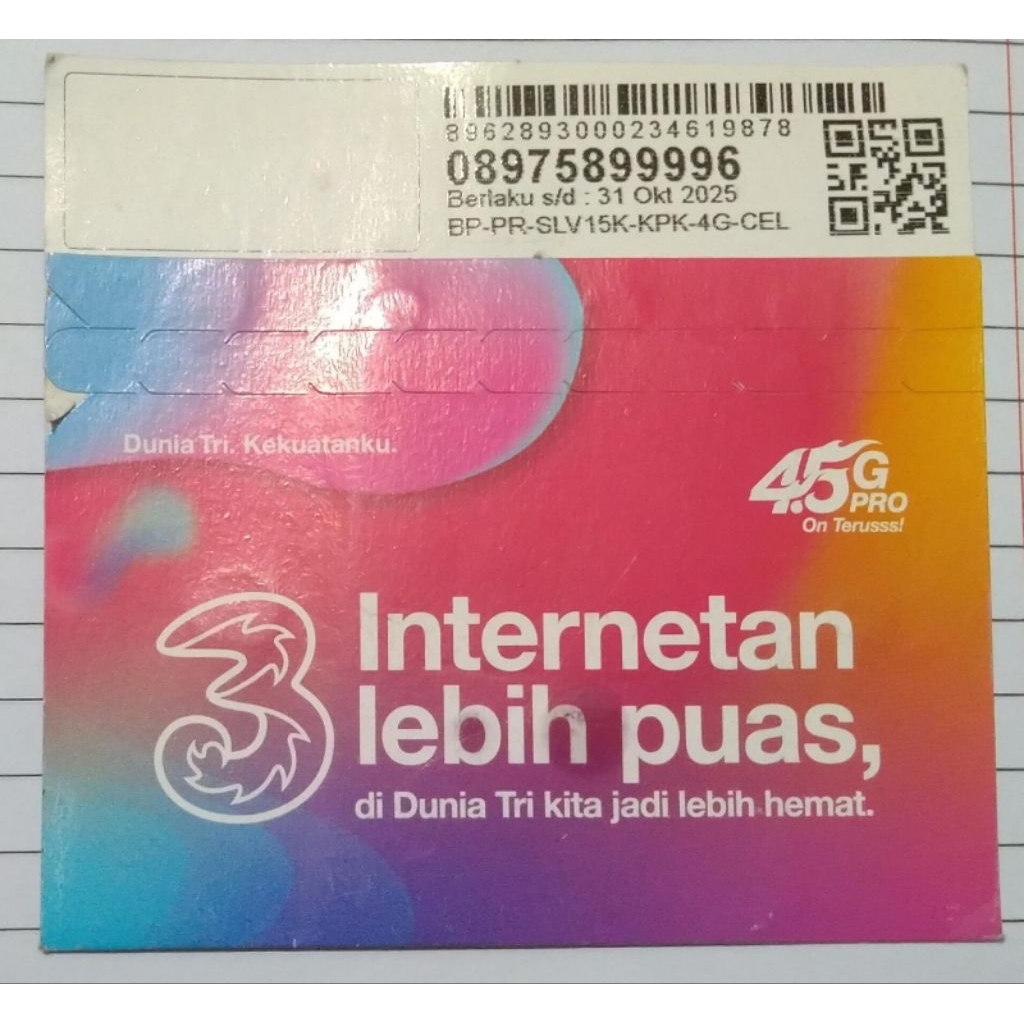 8962893000234619878
08975899996
Berlaku s/d : 31 Okt 2025
BP-PR-SLV15K-KPK-4G-CEL
Dunia Tri. Kekuatanku.
4.5G
PRO
On Terusss!
3
Internetan
lebih puas,
di Dunia Tri kita jadi lebih hemat.